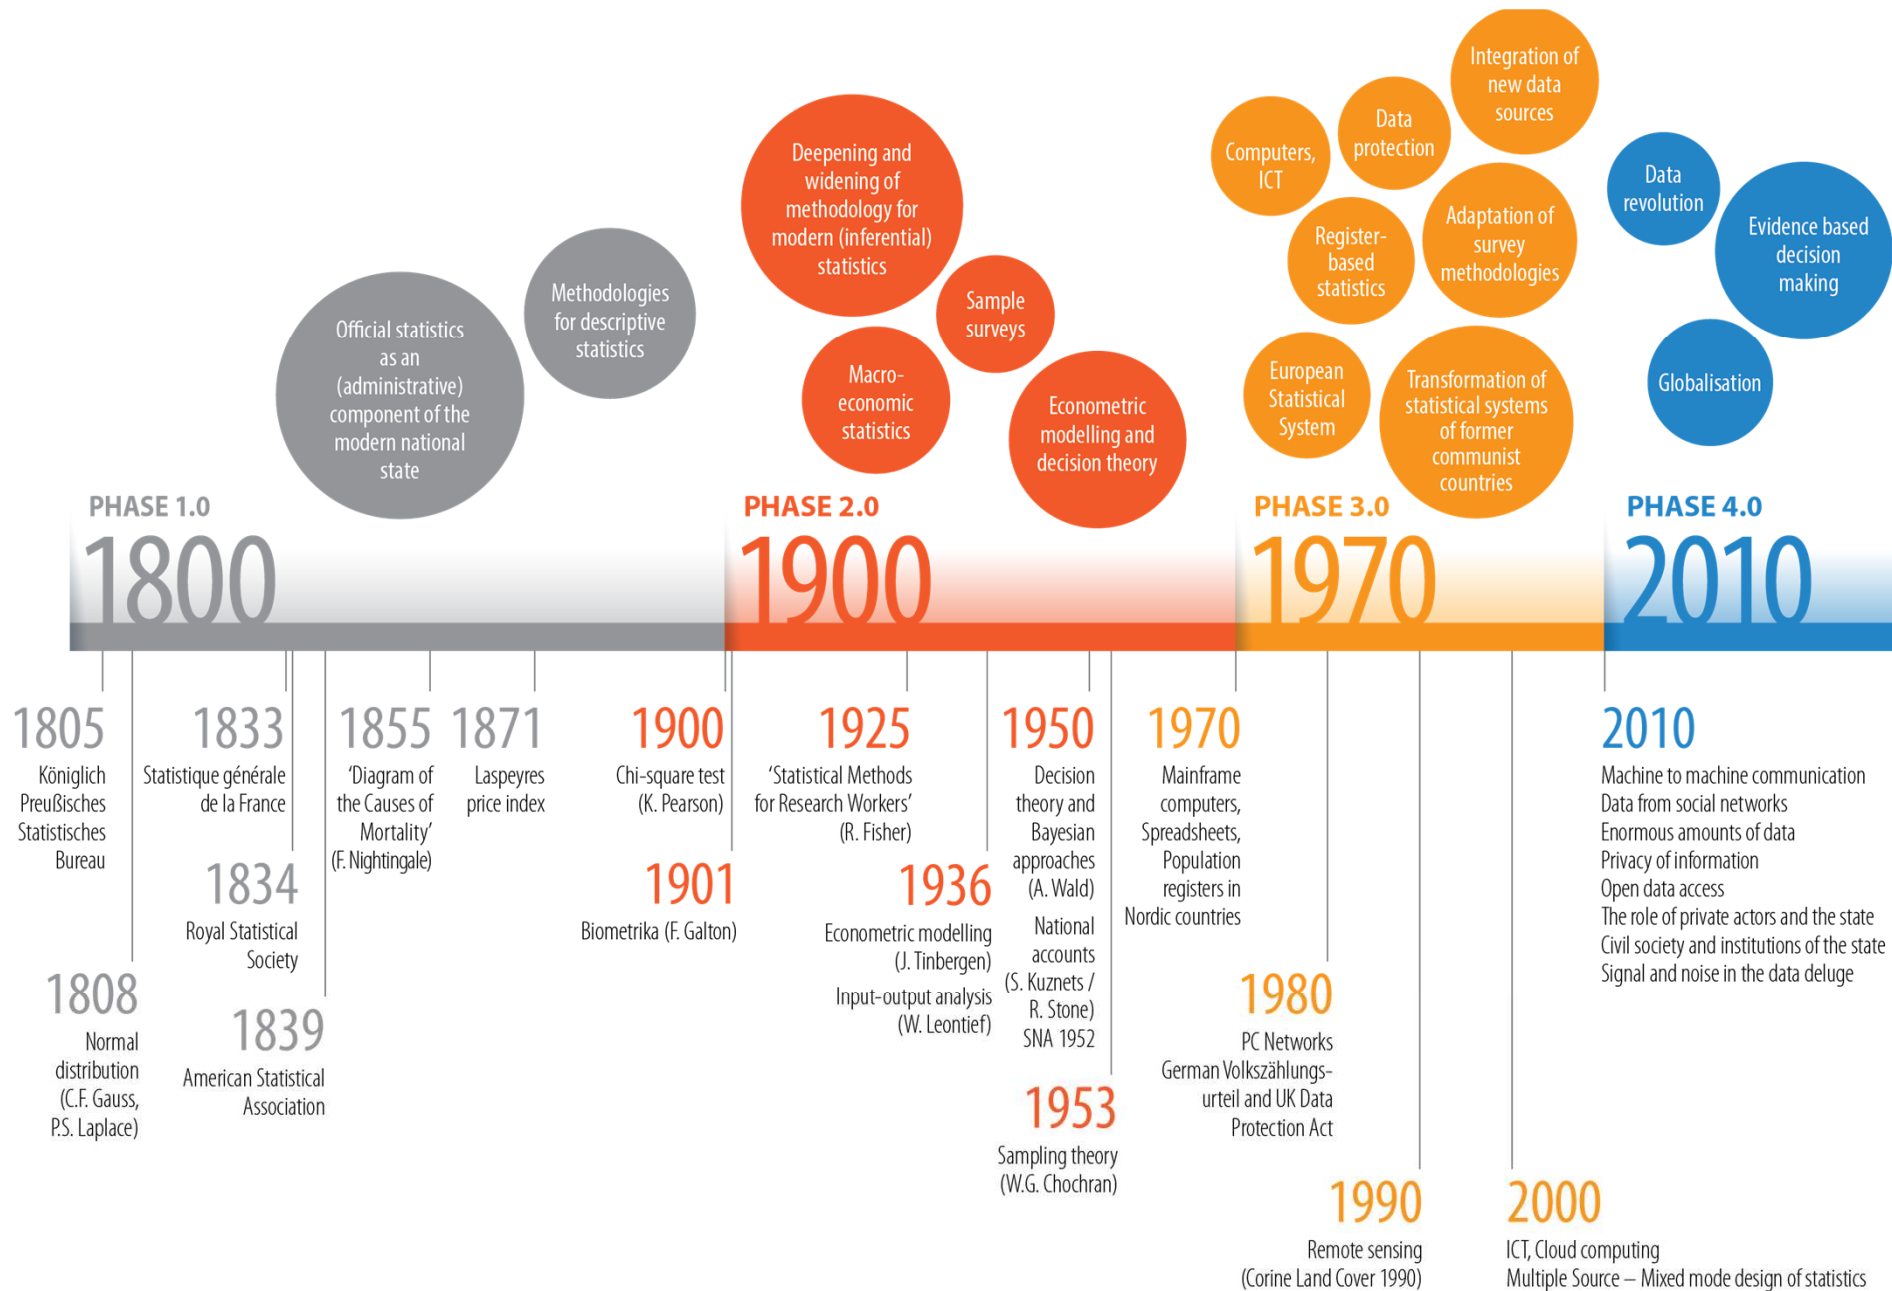 Official statistics
as an
(administrative)
component of the
modern national
state
Methodologies
for descriptive
statistics
Deepening and
widening of
methodology for
modern (inferential)
statistics
Sample
surveys
Macro-
economic
statistics
Econometric
modelling and
decision theory
Computers,
ICT
Data
protection
Integration of
new data
sources
Register-
based
statistics
Adaptation of
survey
methodologies
European
Statistical
System
Transformation of
statistical systems
of former
communist
countries
Data
revolution
Evidence based
decision
making
Globalisation
PHASE 1.0
1800
PHASE 2.0
1900
PHASE 3.0
1970
PHASE 4.0
2010
1805
Königlich
Preußisches
Statistisches
Bureau
1808
Normal
distribution
(C.F. Gauss,
P.S. Laplace)
1833
Statistique générale
de la France
1834
Royal Statistical
Society
1839
American Statistical
Association
1855
‘Diagram of
the Causes of
Mortality’
(F. Nightingale)
1871
Laspeyres
price index
1900
Chi-square test
(K. Pearson)
1901
Biometrika (F. Galton)
1925
‘Statistical Methods
for Research Workers’
(R. Fisher)
1936
Econometric modelling
(J. Tinbergen)
Input-output analysis
(W. Leontief)
1950
Decision
theory and
Bayesian
approaches
(A. Wald)
National
accounts
(S. Kuznets /
R. Stone)
SNA 1952
1953
Sampling theory
(W.G. Chochran)
1970
Mainframe
computers,
Spreadsheets,
Population
registers in
Nordic countries
1980
PC Networks
German Volkszählungs-
urteil and UK Data
Protection Act
1990
Remote sensing
(Corine Land Cover 1990)
2000
ICT, Cloud computing
Multiple Source – Mixed mode design of statistics
2010
Machine to machine communication
Data from social networks
Enormous amounts of data
Privacy of information
Open data access
The role of private actors and the state
Civil society and institutions of the state
Signal and noise in the data deluge